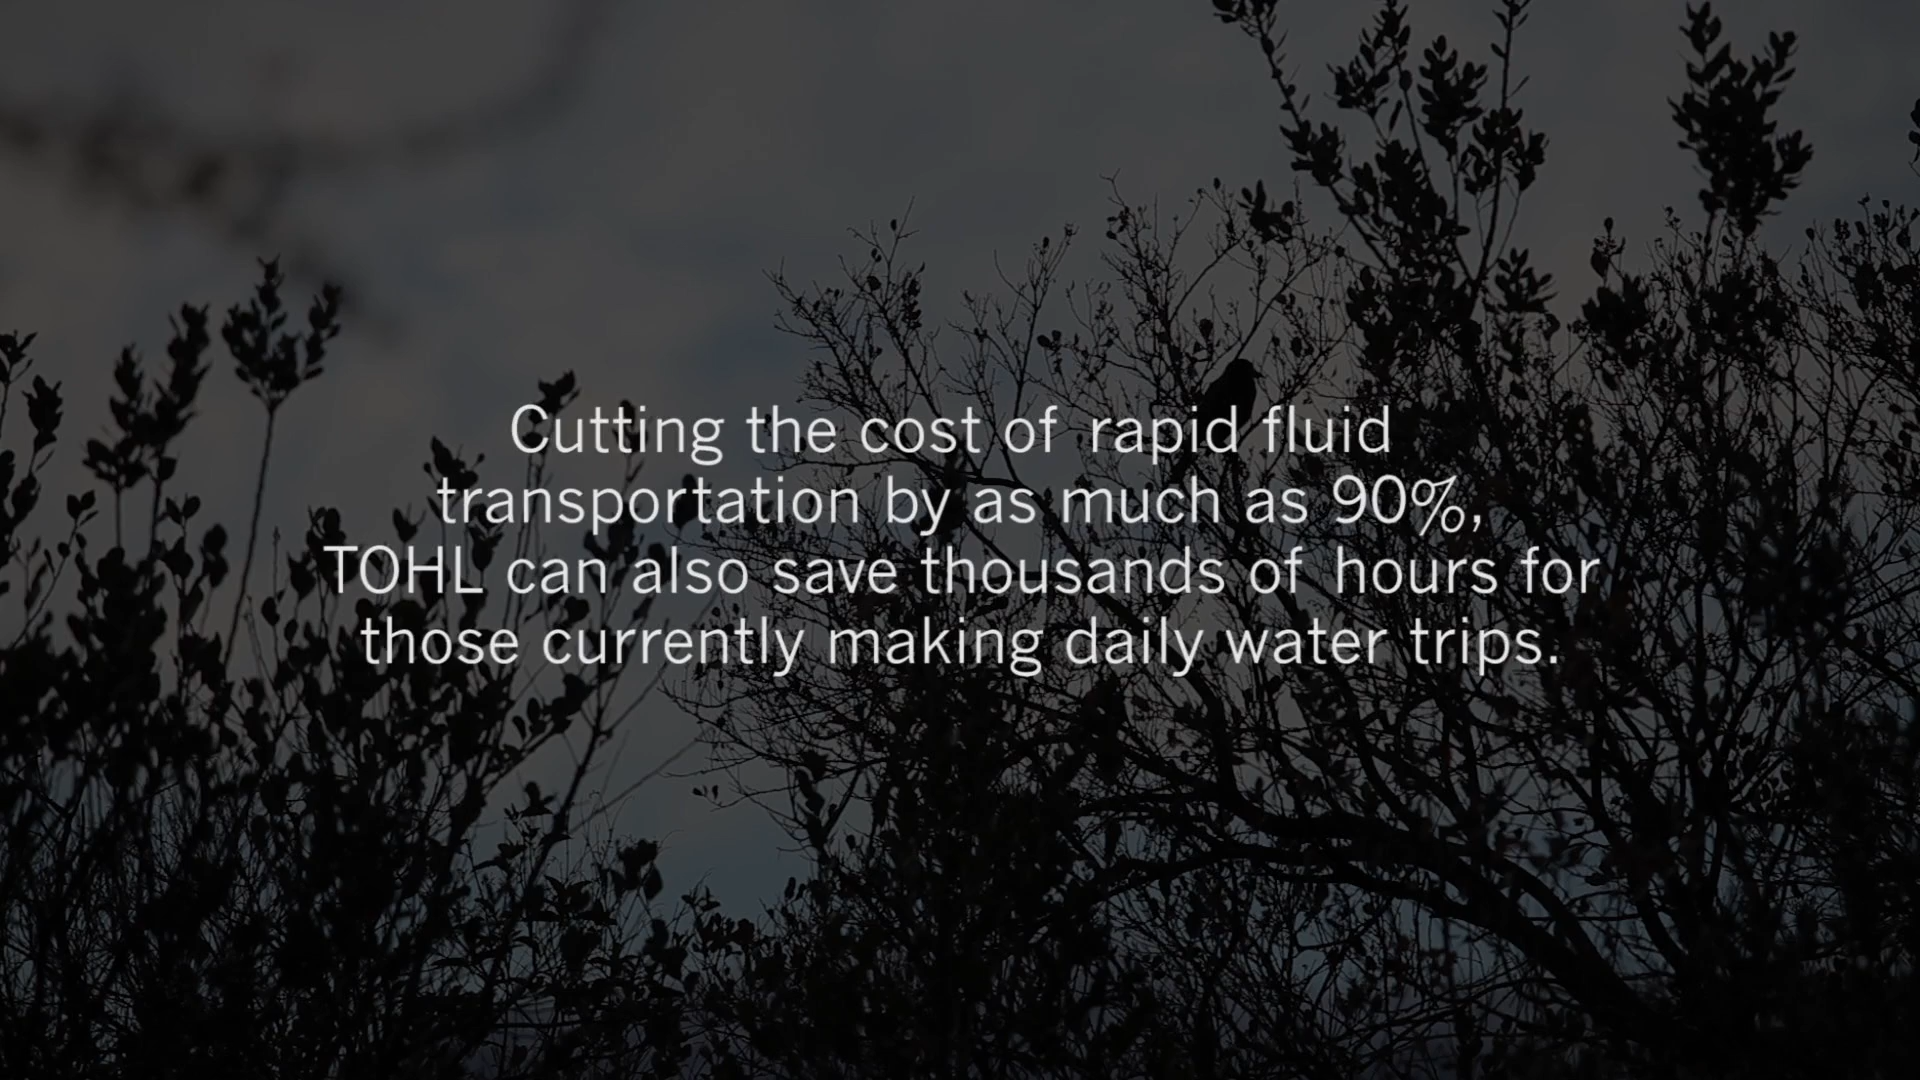 Cutting the cost of rapid fluid
transportation by as much as 90%,
TOHL can also save thousands of hours for
those currently making daily water trips.